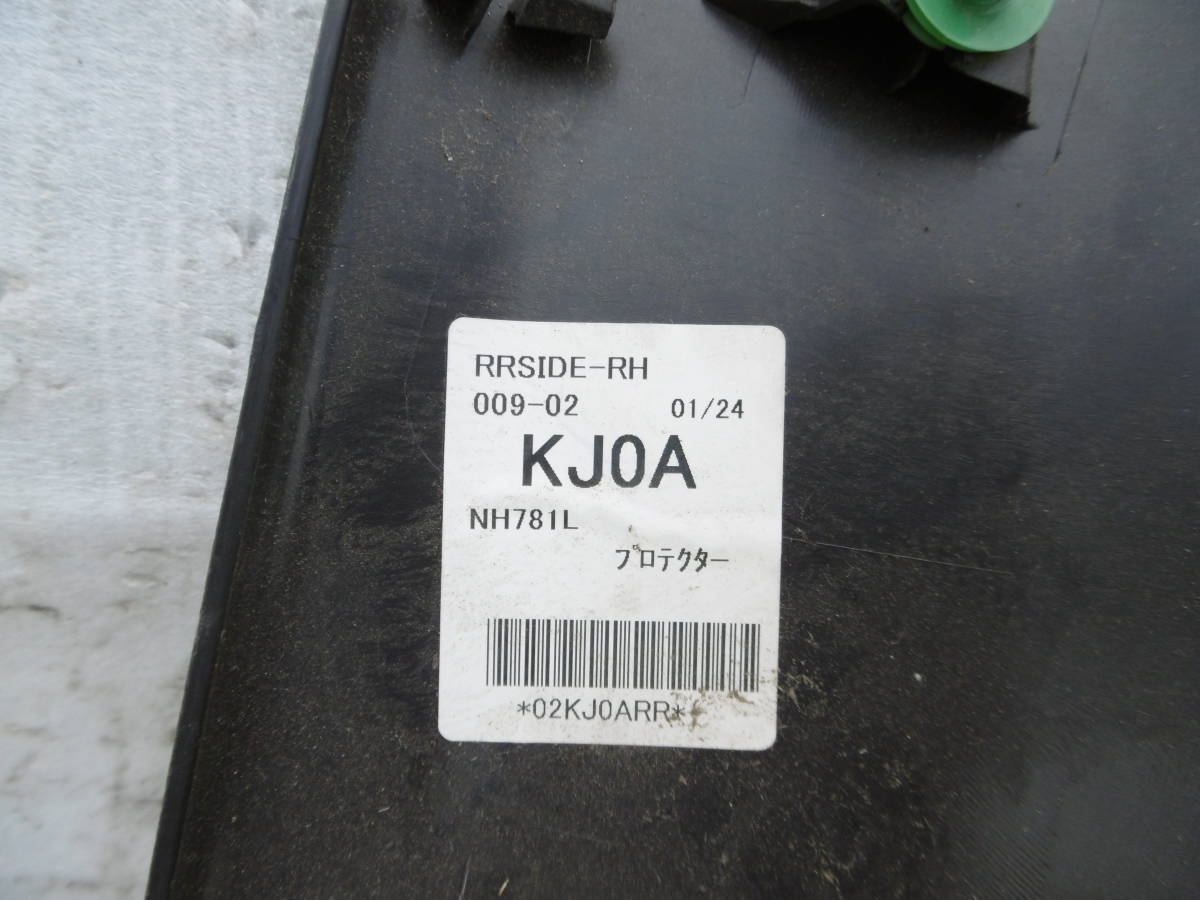 RRSIDE-RH
009-02 01/24
KJ0A
NH781L
ﾌﾟﾛﾃｸﾀｰ
*02KJ0ARR*